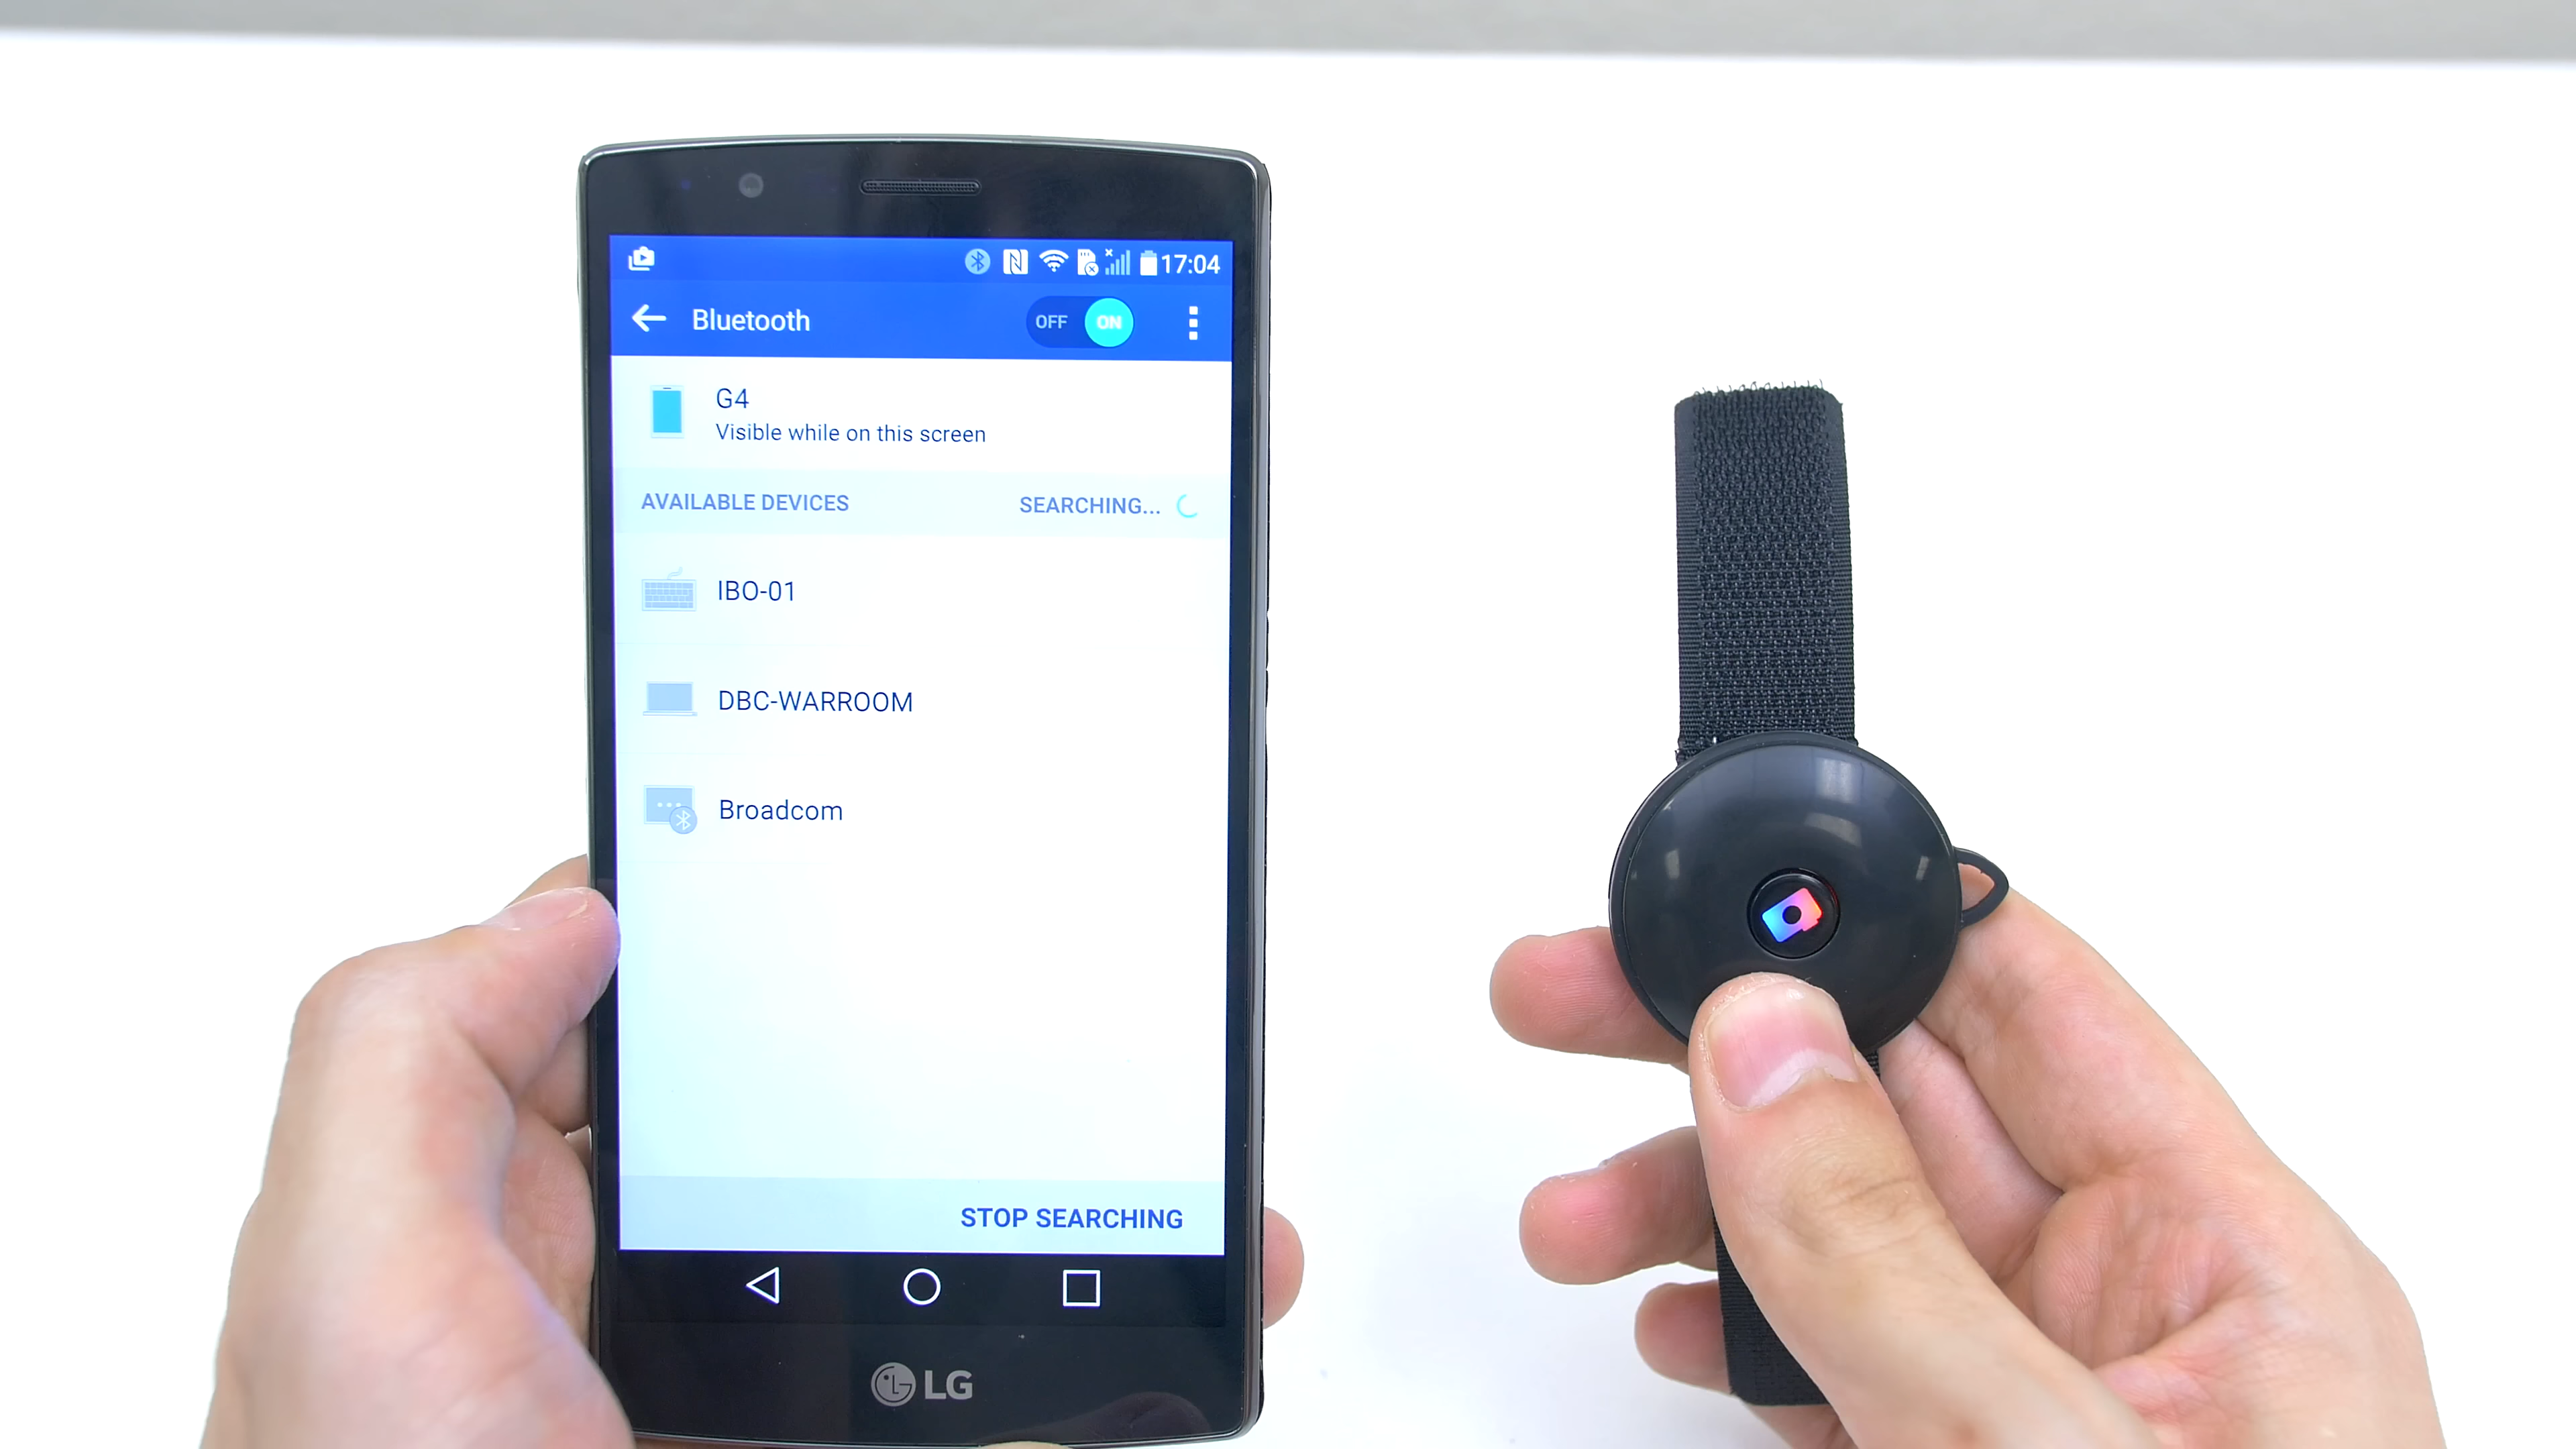 17:04
Bluetooth
OFF ON
G4
Visible while on this screen
AVAILABLE DEVICES SEARCHING...
IBO-01
DBC-WARROOM
Broadcom
STOP SEARCHING
LG